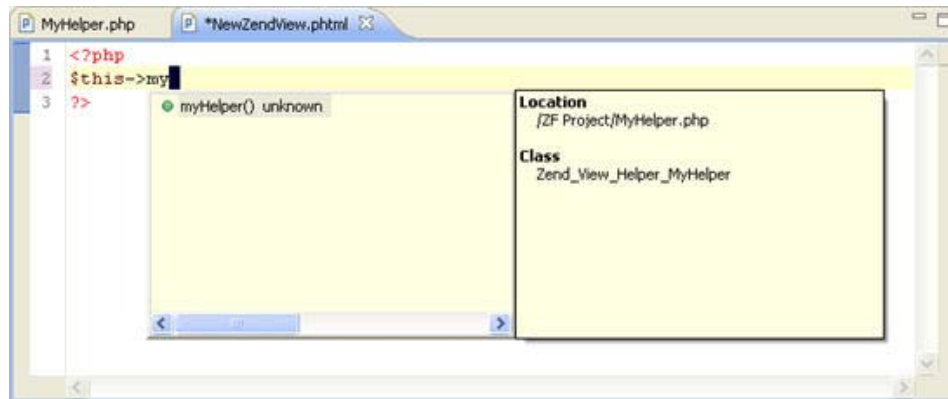 MyHelper.php
*NewZendView.phtml
1 <?php
2 $this->my
3 ?>
myHelper() unknown
Location
/ZF Project/MyHelper.php
Class
Zend_View_Helper_MyHelper